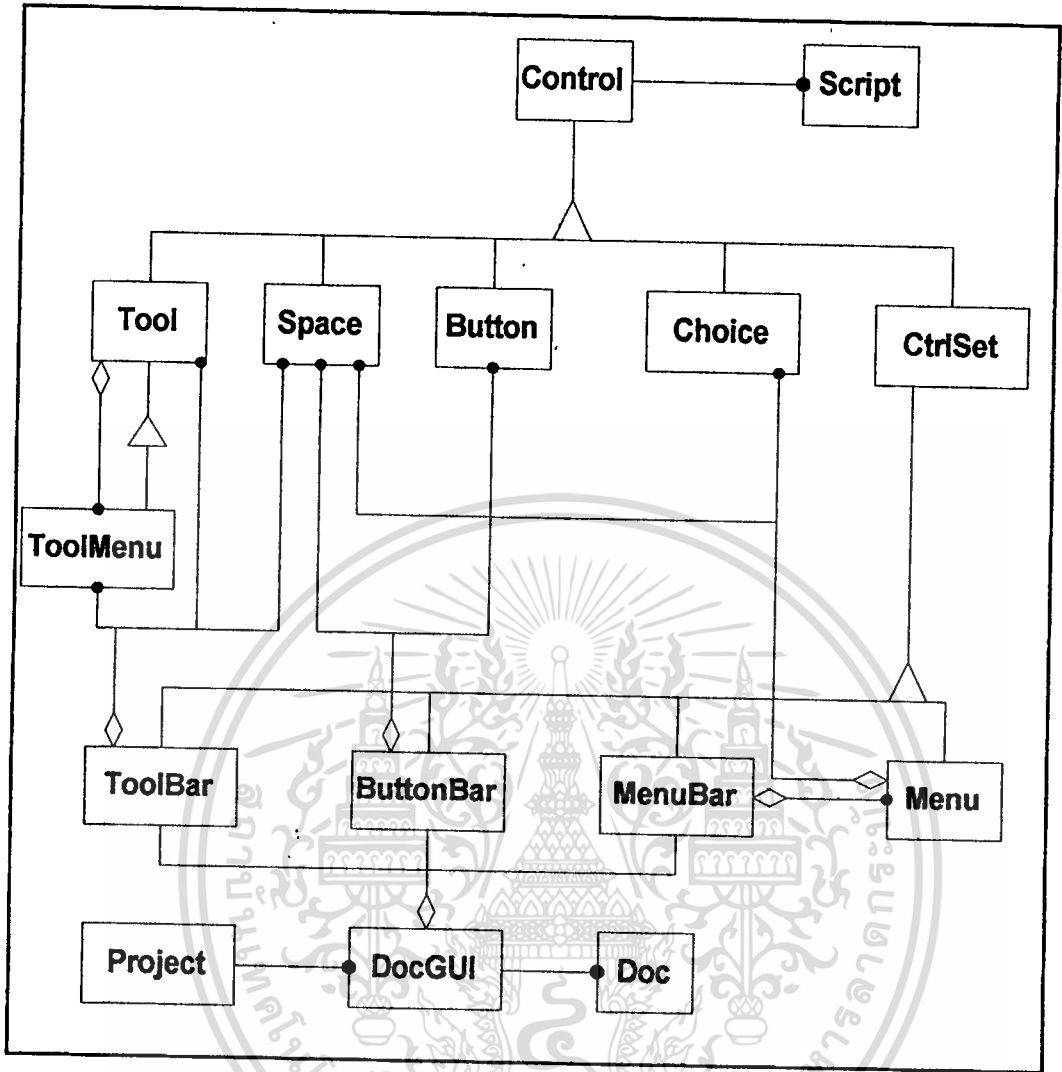 Control
Script
Tool
Space
Button
Choice
CtrlSet
ToolMenu
ToolBar
ButtonBar
MenuBar
Menu
Project
DocGUI
Doc